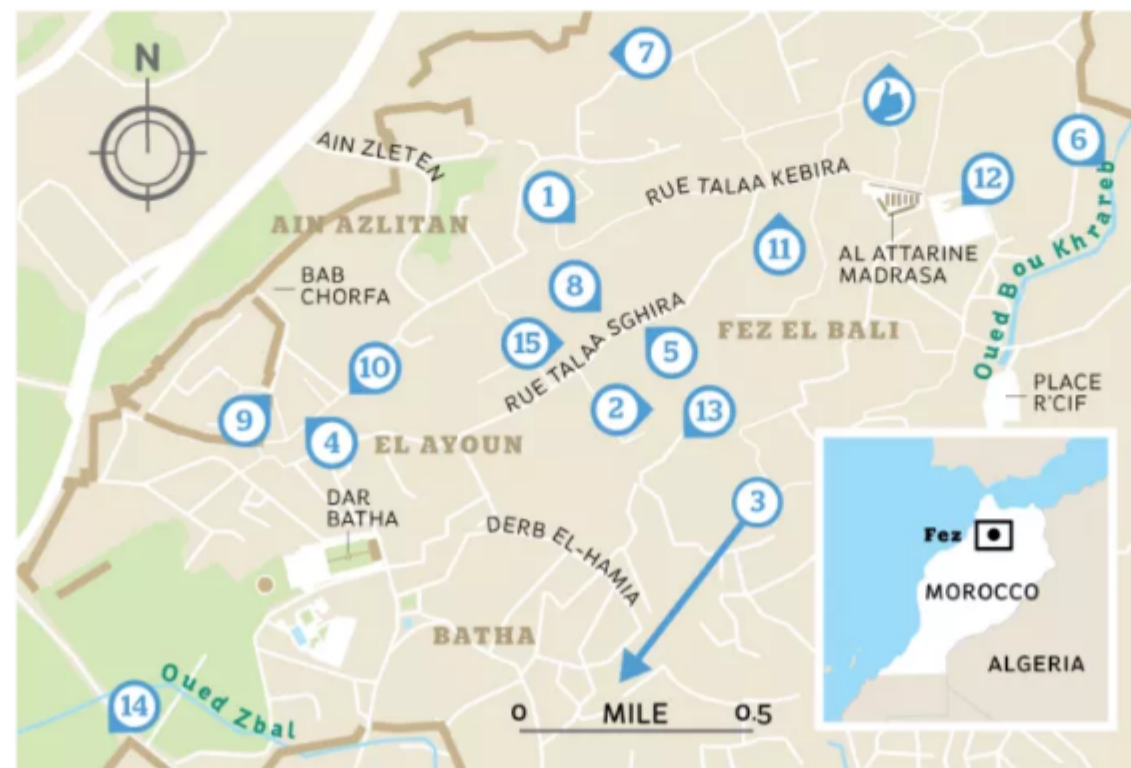 N
7
6
AIN ZLETEN
1
RUE TALAA KEBIRA
12
AIN AZLITAN
11
AL ATTARINE
MADRASA
BAB
CHORFA
8
Oued Bou Khrareb
15
RUE TALAA SGHIRA
5
FEZ EL BALI
10
2
13
PLACE
R'CIF
9
4
EL AYOUN
DAR
BATHA
3
DERB EL-HAMIA
BATHA
Fez
MOROCCO
ALGERIA
14
Oued Zbal
0 MILE 0.5